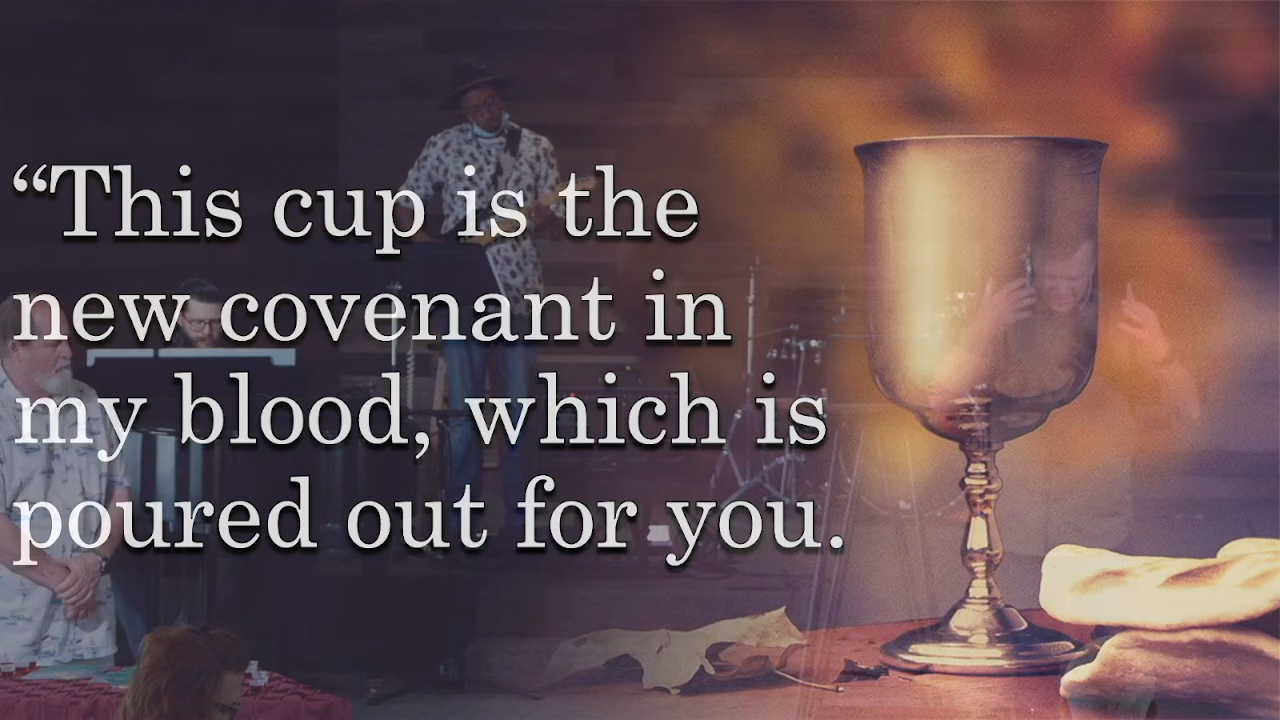 “This cup is the
new covenant in
my blood, which is
poured out for you.